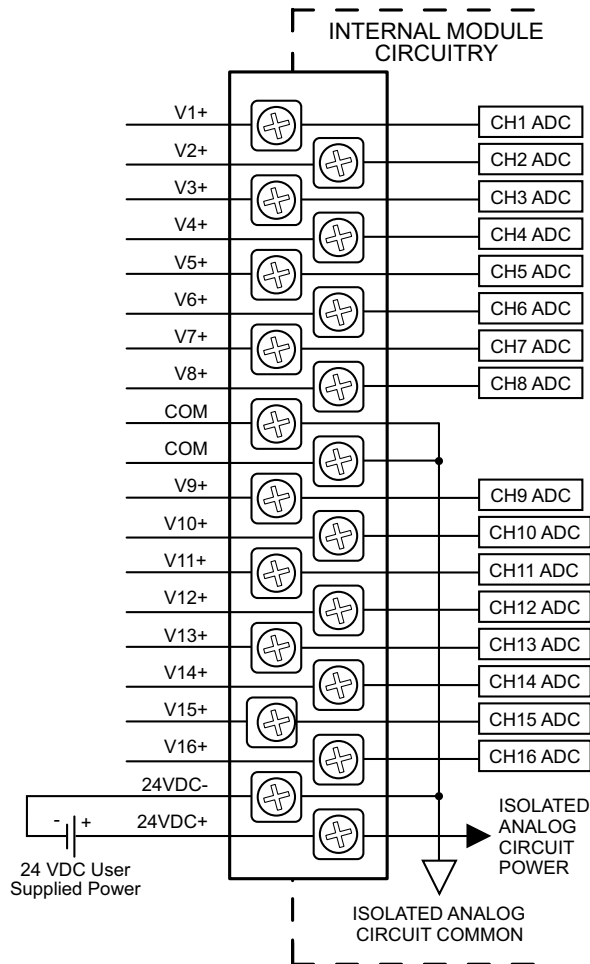 INTERNAL MODULE
CIRCUITRY
V1+
CH1 ADC
V2+
CH2 ADC
V3+
CH3 ADC
V4+
CH4 ADC
V5+
CH5 ADC
V6+
CH6 ADC
V7+
CH7 ADC
V8+
CH8 ADC
COM
COM
V9+
CH9 ADC
V10+
CH10 ADC
V11+
CH11 ADC
V12+
CH12 ADC
V13+
CH13 ADC
V14+
CH14 ADC
V15+
CH15 ADC
V16+
CH16 ADC
24VDC-
- +
24VDC+
24 VDC User
Supplied Power
ISOLATED
ANALOG
CIRCUIT
POWER
ISOLATED ANALOG
CIRCUIT COMMON